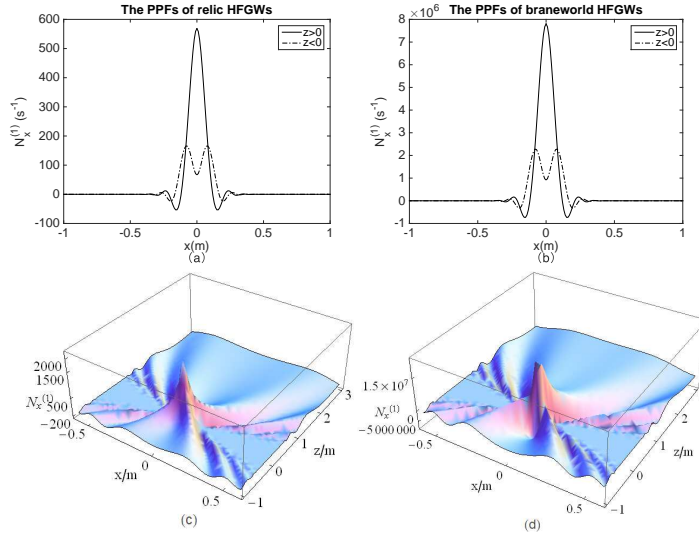 The PPFs of relic HFGWs
600
500
400
300
200
100
0
-100
N_x^(1) (s^-1)
z>0
z<0
-1
-0.5
0
0.5
1
x(m)
(a)
The PPFs of braneworld HFGWs
×10^6
8
7
6
5
4
3
2
1
0
-1
N_x^(1) (s^-1)
z>0
z<0
-1
-0.5
0
0.5
1
x(m)
(b)
2000
1500
N_x^(1) 500
-200
-0.5
0
0.5
x/m
-1
0
1
2
3
z/m
(c)
1.5×10^7
N_x^(1) 0
-5 000 000
-0.5
0
0.5
x/m
-1
0
1
2
3
z/m
(d)